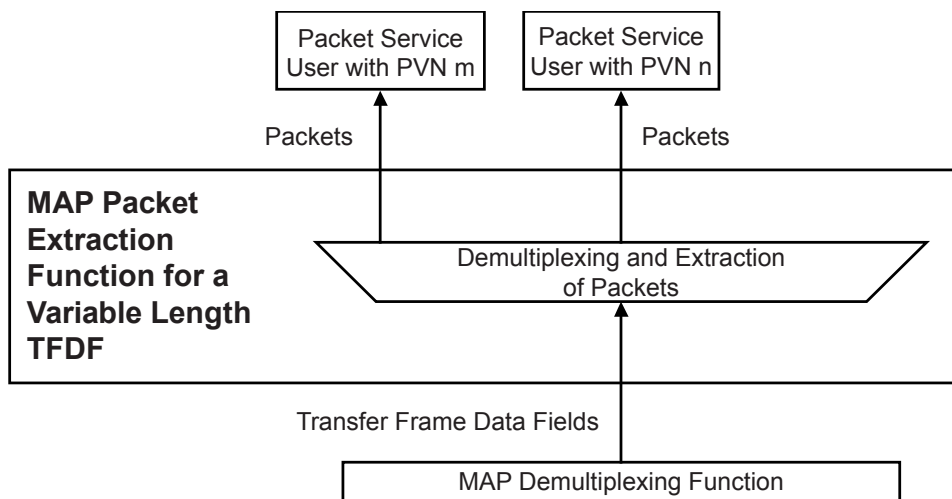 Packet Service
User with PVN m
Packet Service
User with PVN n
Packets
Packets
MAP Packet
Extraction
Function for a
Variable Length
TFDF
Demultiplexing and Extraction
of Packets
Transfer Frame Data Fields
MAP Demultiplexing Function